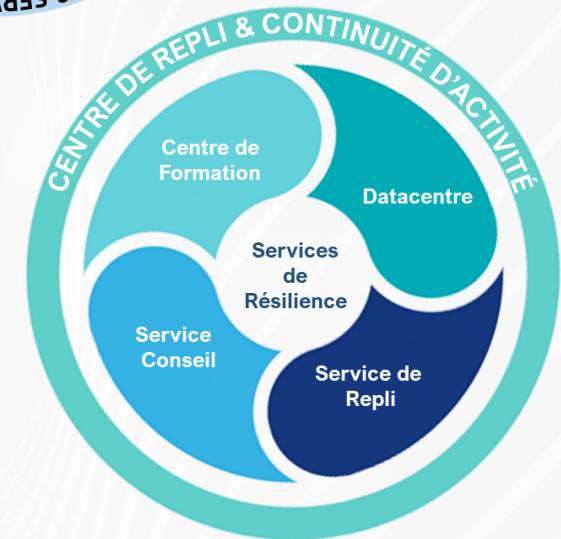 CENTRE DE REPLI & CONTINUITÉ D'ACTIVITÉ
Centre de
Formation
Datacentre
Services
de
Résilience
Service
Conseil
Service de
Repli